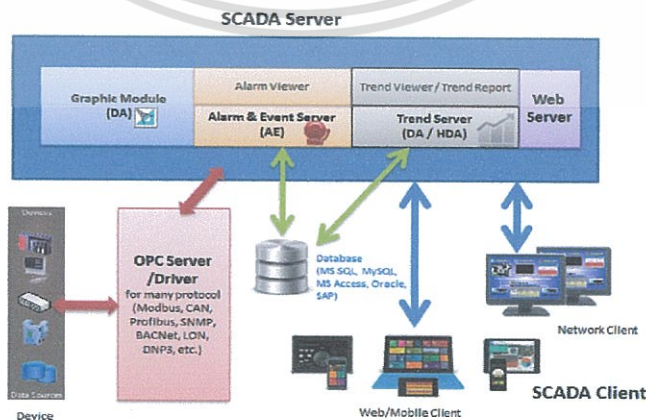 SCADA Server
Graphic Module
(DA)
Alarm Viewer
Alarm & Event Server
(AE)
Trend Viewer / Trend Report
Trend Server
(DA / HDA)
Web
Server
Devices
Data Sources
Device
OPC Server
/Driver
for many protocol
(Modbus, CAN,
Profibus, SNMP,
BACNet, LON,
DNP3, etc.)
Database
(MS SQL, MySQL,
MS Access, Oracle,
SAP)
Network Client
Web/Mobile Client
SCADA Client